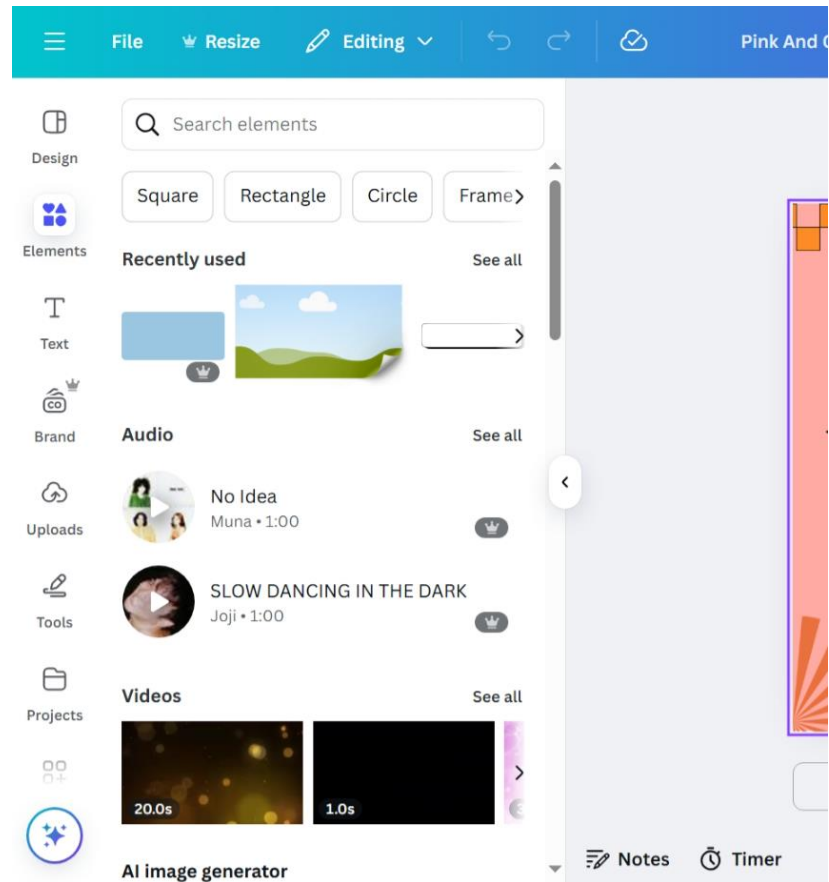 File Resize Editing Pink And
Search elements
Design
Square Rectangle Circle Frame
Elements
Recently used See all
Text
Brand
Audio See all
No Idea
Muna • 1:00
Uploads
SLOW DANCING IN THE DARK
Joji • 1:00
Tools
Projects
Videos See all
20.0s 1.0s
AI image generator
Notes Timer